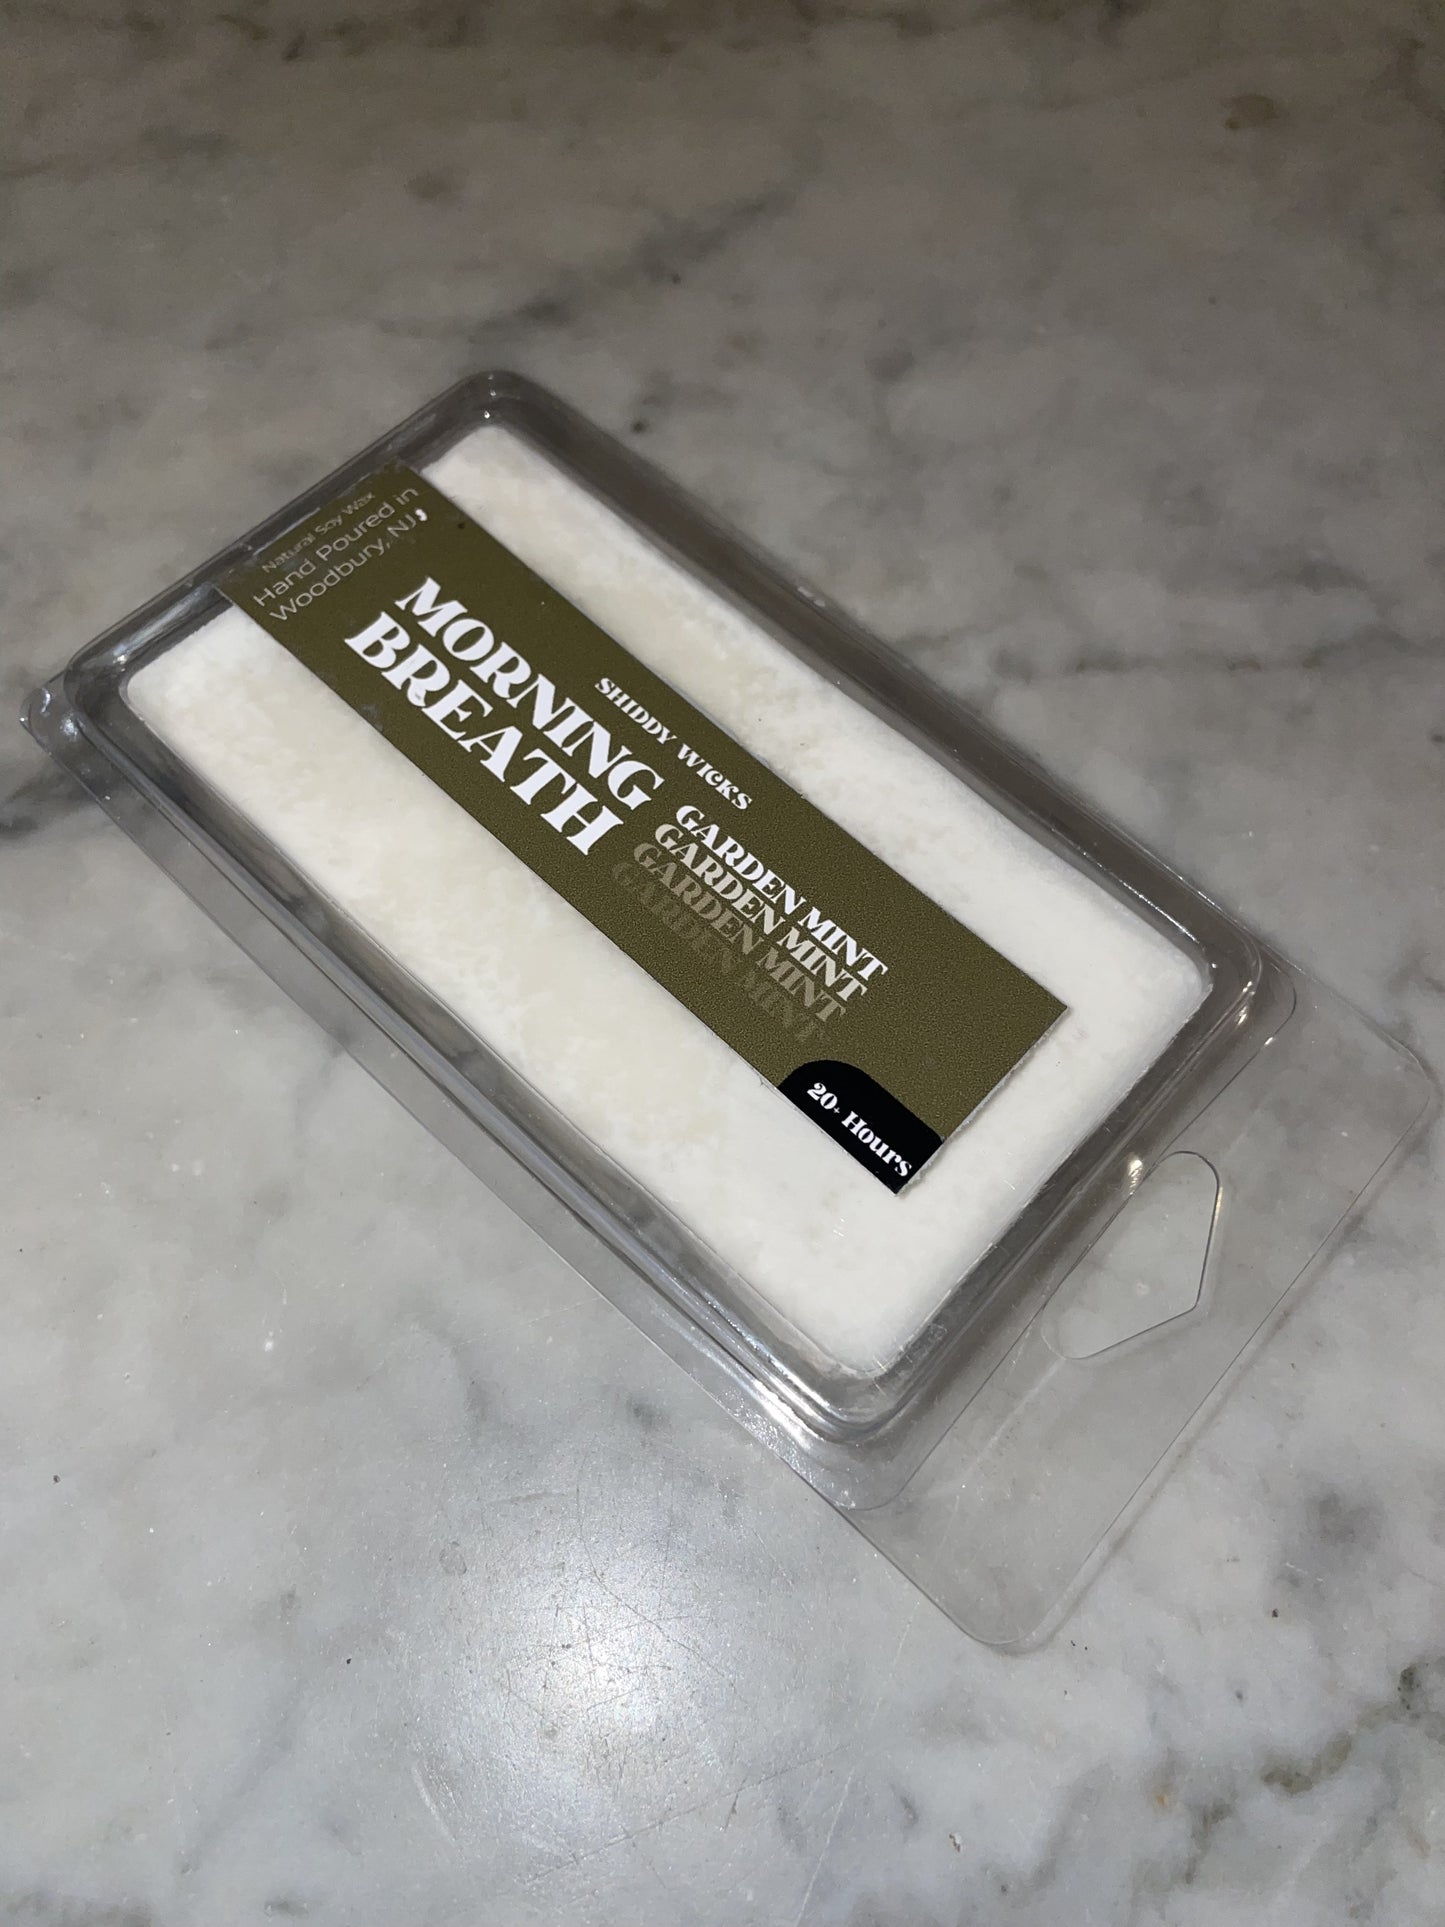 Natural Soy Wax
Hand Poured in
Woodbury, NJ
SHIDDY WICKS
MORNING
BREATH
GARDEN MINT
GARDEN MINT
GARDEN MINT
GARDEN MINT
20+ Hours